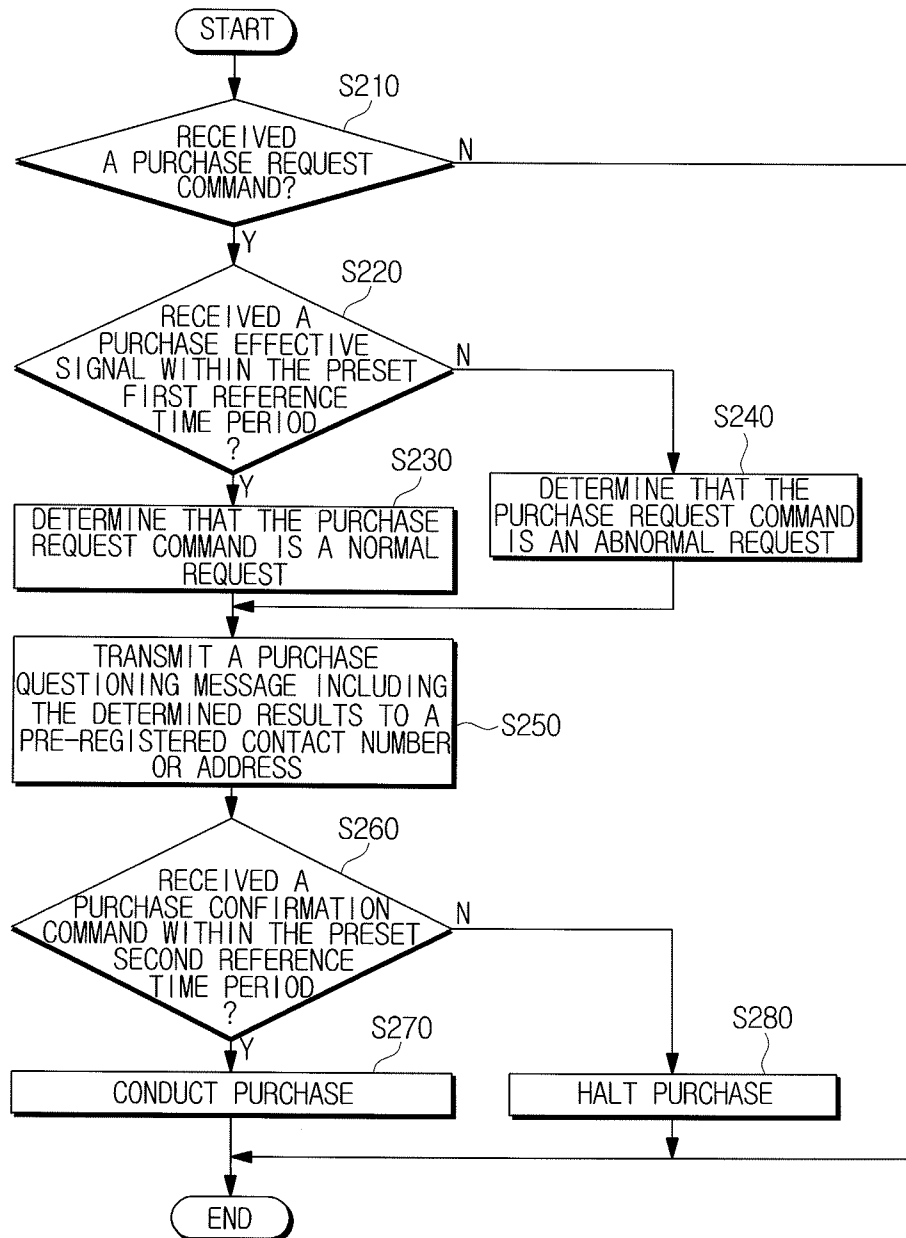 START
S210
RECEIVED
A PURCHASE REQUEST
COMMAND?
N
Y
S220
RECEIVED A
PURCHASE EFFECTIVE
SIGNAL WITHIN THE PRESET
FIRST REFERENCE
TIME PERIOD
?
N
Y
S230
DETERMINE THAT THE PURCHASE
REQUEST COMMAND IS A NORMAL
REQUEST
S240
DETERMINE THAT THE
PURCHASE REQUEST COMMAND
IS AN ABNORMAL REQUEST
TRANSMIT A PURCHASE
QUESTIONING MESSAGE INCLUDING
THE DETERMINED RESULTS TO A
PRE-REGISTERED CONTACT NUMBER
OR ADDRESS
S250
S260
RECEIVED A
PURCHASE CONFIRMATION
COMMAND WITHIN THE PRESET
SECOND REFERENCE
TIME PERIOD
?
N
Y
S270
CONDUCT PURCHASE
S280
HALT PURCHASE
END